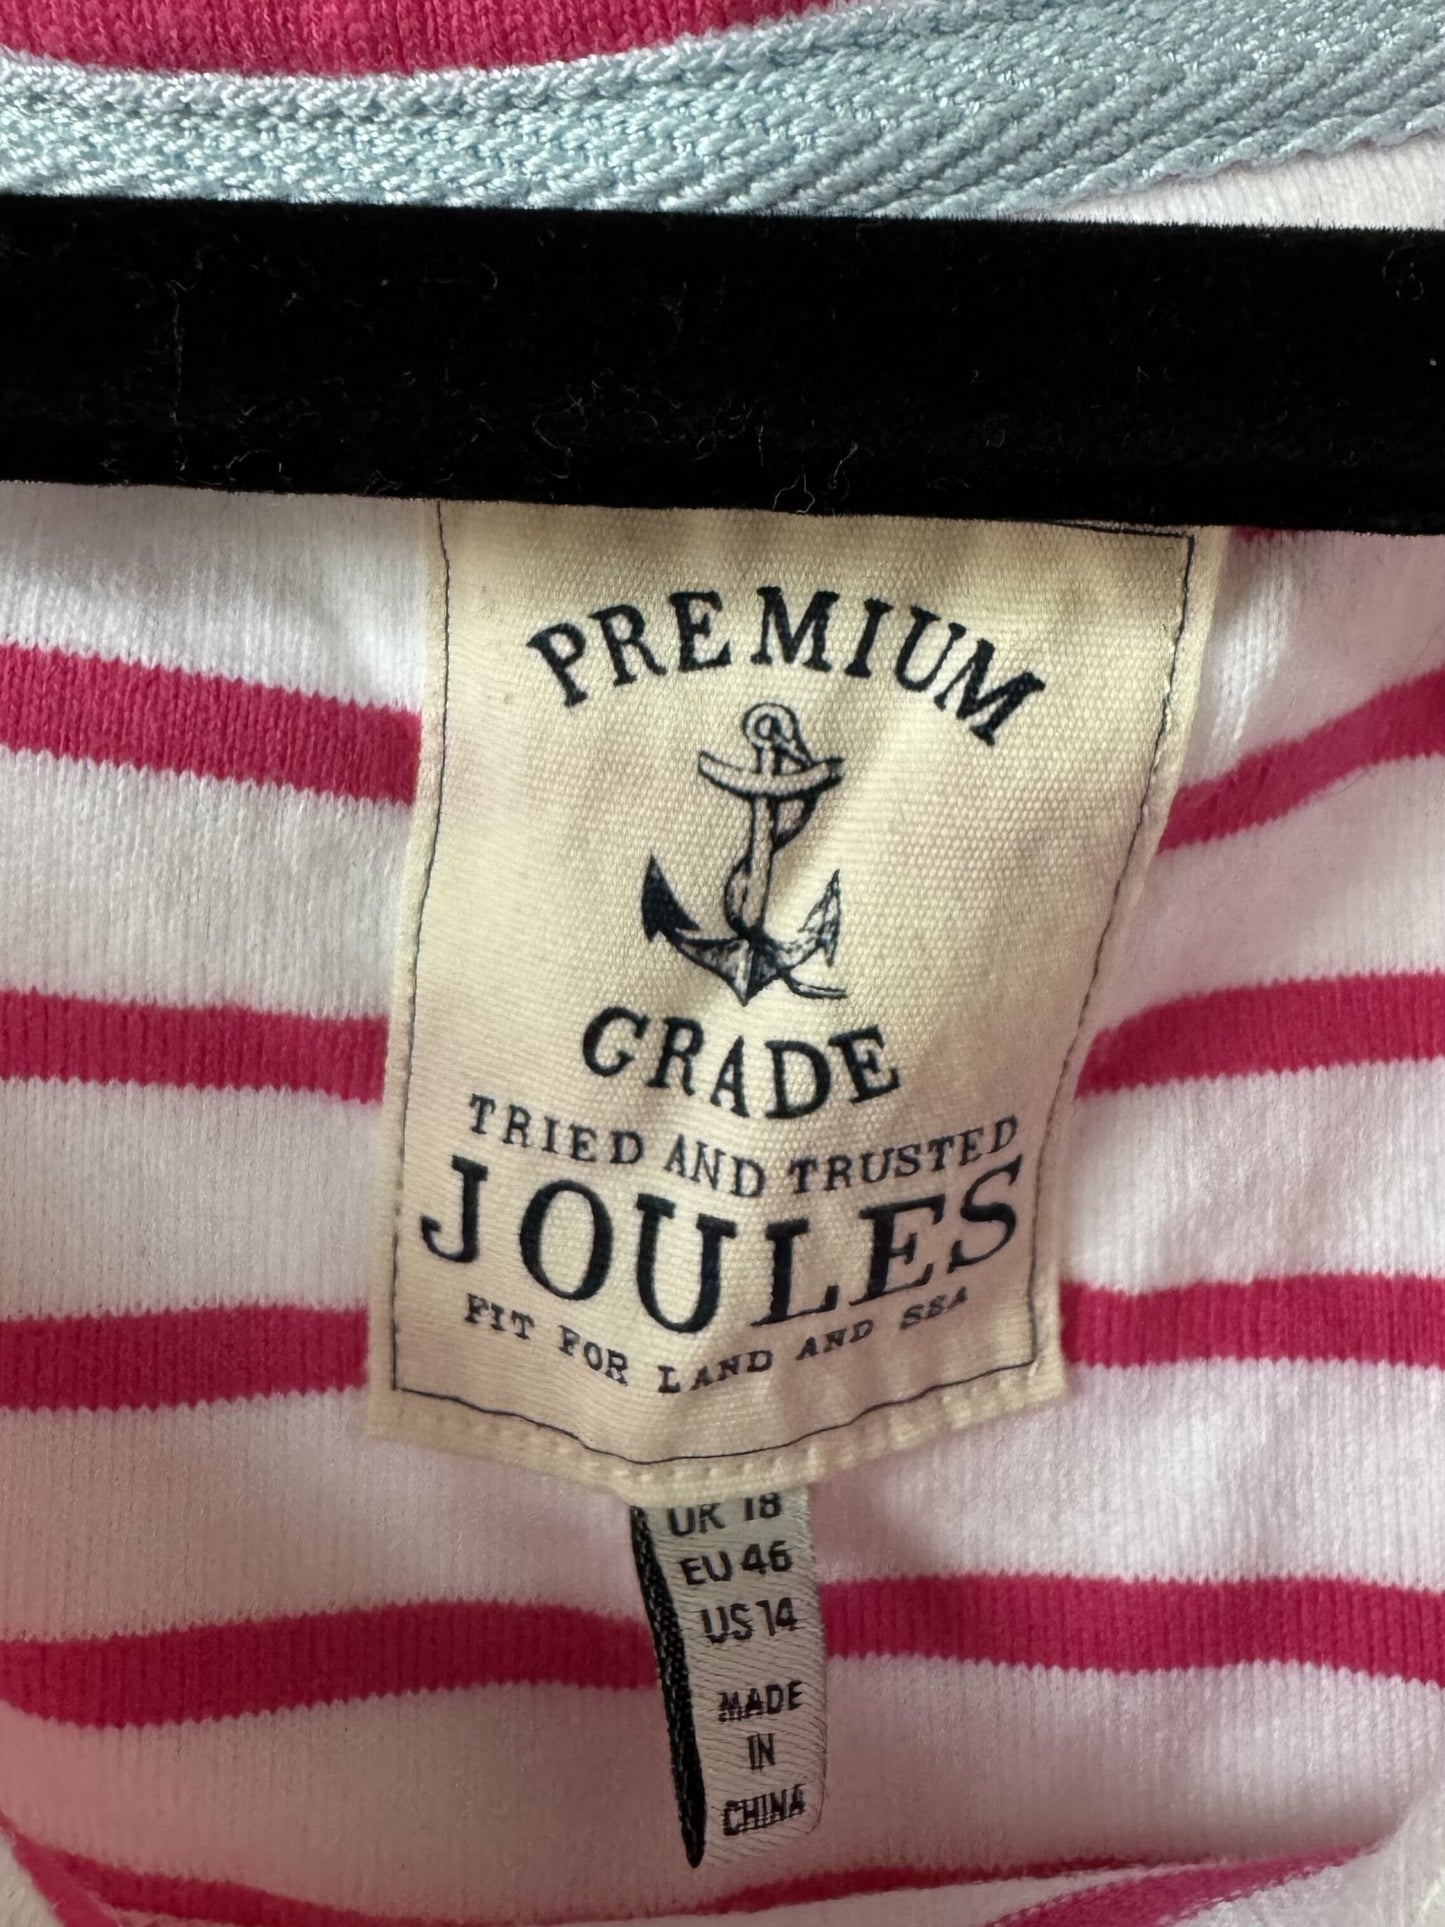 PREMIUM
GRADE
TRIED AND TRUSTED
JOULES
FIT FOR LAND AND SEA
UK 18
EU 46
US 14
MADE
IN
CHINA